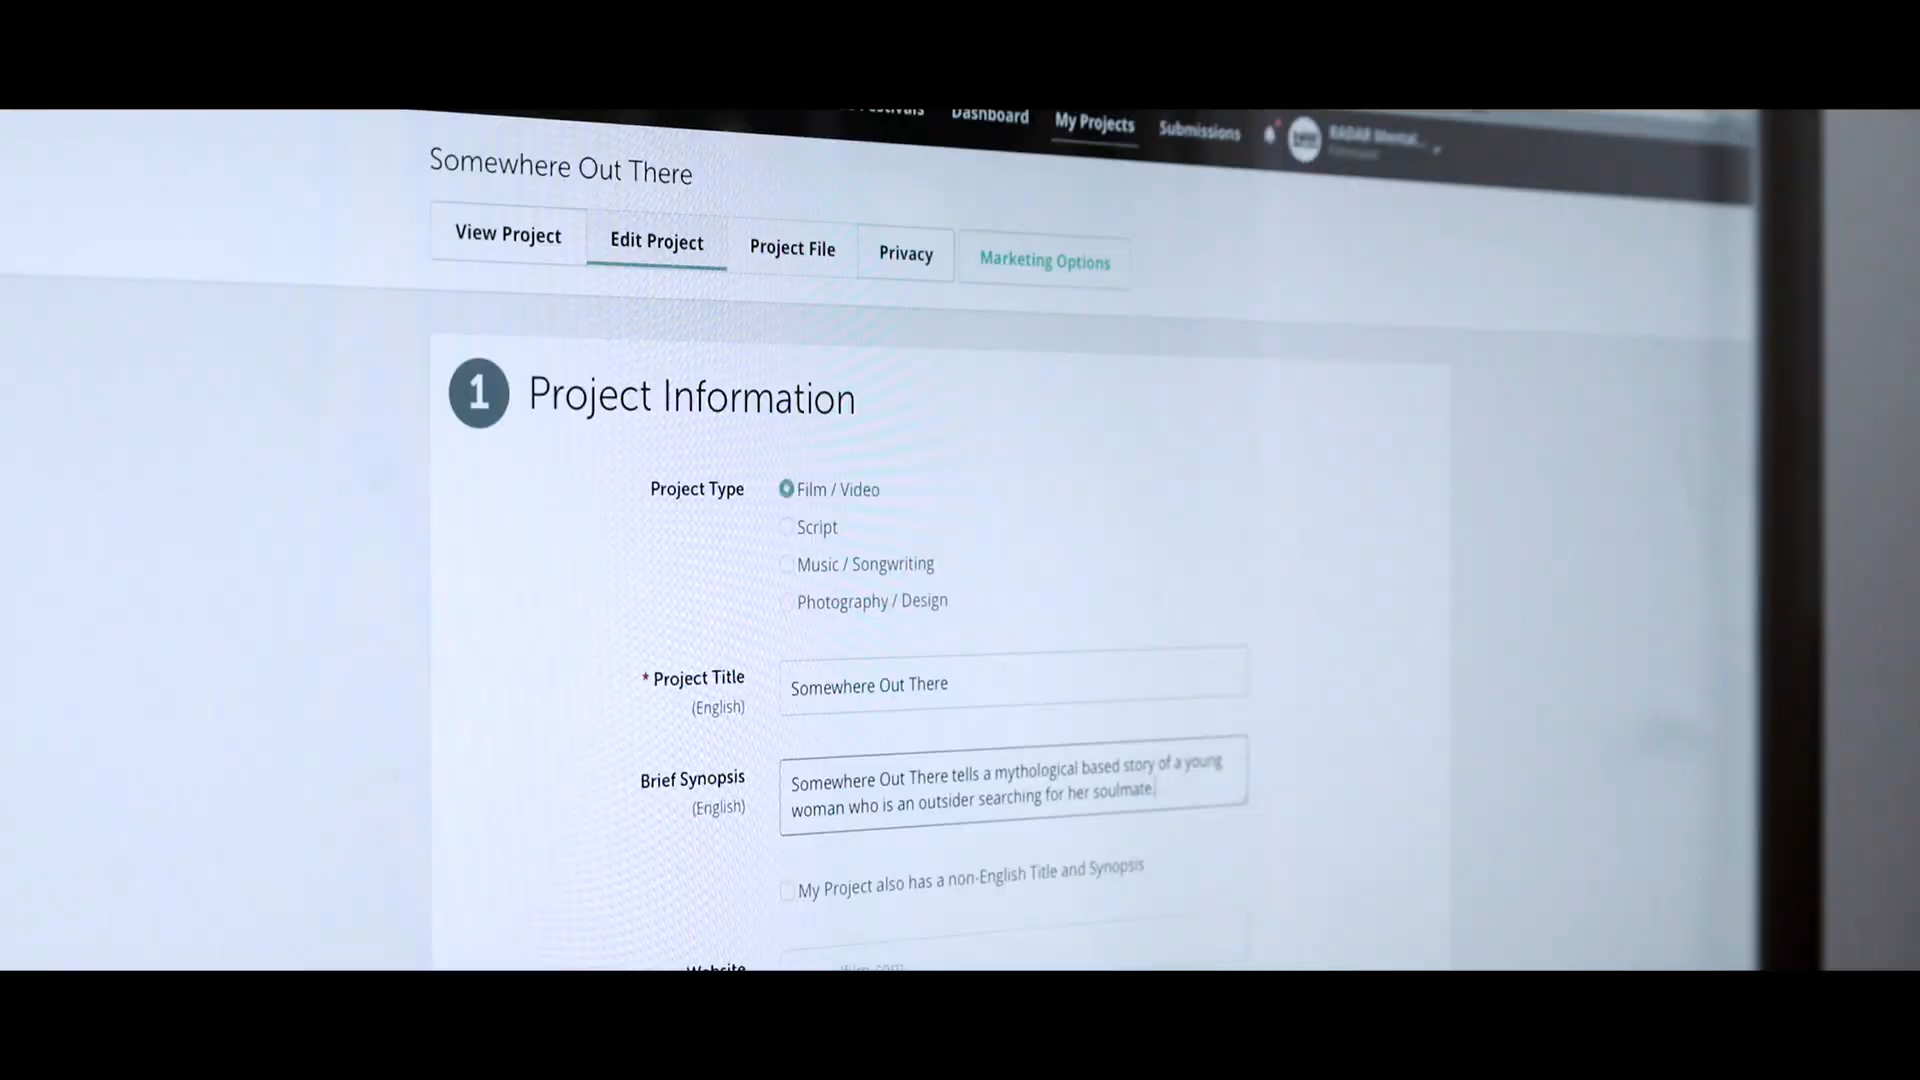 Dashboard
My Projects
Submissions
Somewhere Out There
View Project
Edit Project
Project File
Privacy
Marketing Options
1 Project Information
Project Type
Film / Video
Script
Music / Songwriting
Photography / Design
* Project Title
(English)
Somewhere Out There
Brief Synopsis
(English)
Somewhere Out There tells a mythological based story of a young
woman who is an outsider searching for her soulmate.
My Project also has a non-English Title and Synopsis
Website